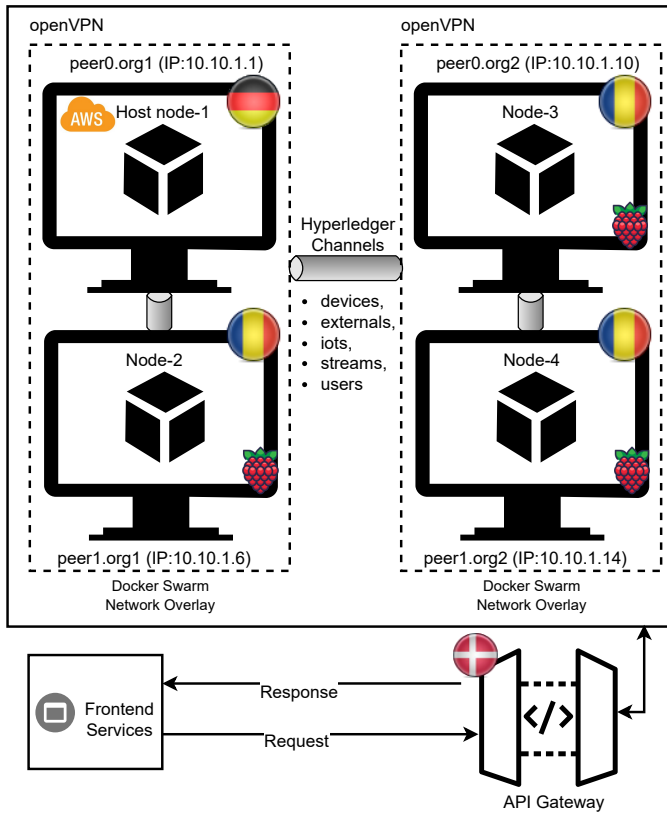 openVPN
openVPN
peer0.org1 (IP:10.10.1.1)
peer0.org2 (IP:10.10.1.10)
AWS
Host node-1
Node-3
Hyperledger
Channels
• devices,
• externals,
• iots,
• streams,
• users
Node-2
Node-4
peer1.org1 (IP:10.10.1.6)
peer1.org2 (IP:10.10.1.14)
Docker Swarm
Network Overlay
Docker Swarm
Network Overlay
Frontend
Services
Response
Request
</>
API Gateway